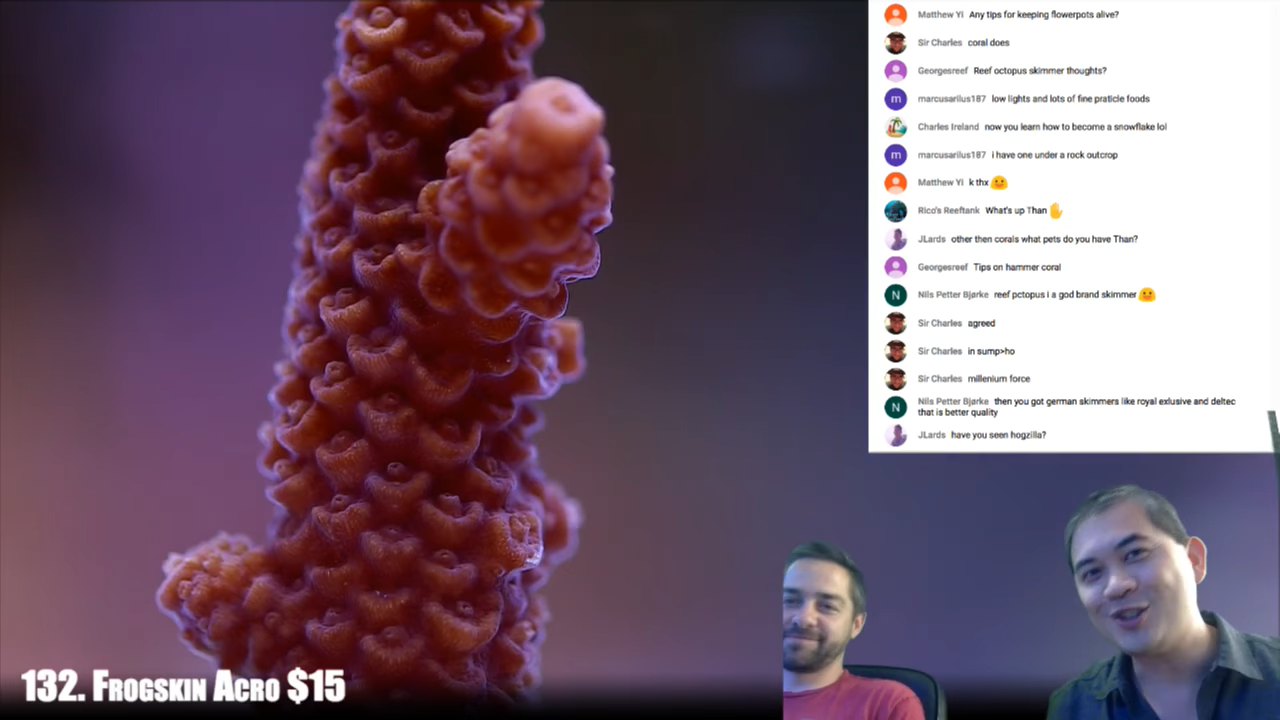 Matthew Yi Any tips for keeping flowerpots alive?
Sir Charles coral does
Georgesreef Reef octopus skimmer thoughts?
m marcusarilus187 low lights and lots of fine praticle foods
Charles Ireland now you learn how to become a snowflake lol
m marcusarilus187 i have one under a rock outcrop
Matthew Yi k thx
Rico's Reeftank What's up Than
JLards other then corals what pets do you have Than?
Georgesreef Tips on hammer coral
N Nils Petter Bjørke reef pctopus i a god brand skimmer
Sir Charles agreed
Sir Charles in sump>ho
Sir Charles millenium force
N Nils Petter Bjørke then you got german skimmers like royal exlusive and deltec
that is better quality
JLards have you seen hogzilla?
132. Frogskin Acro $15